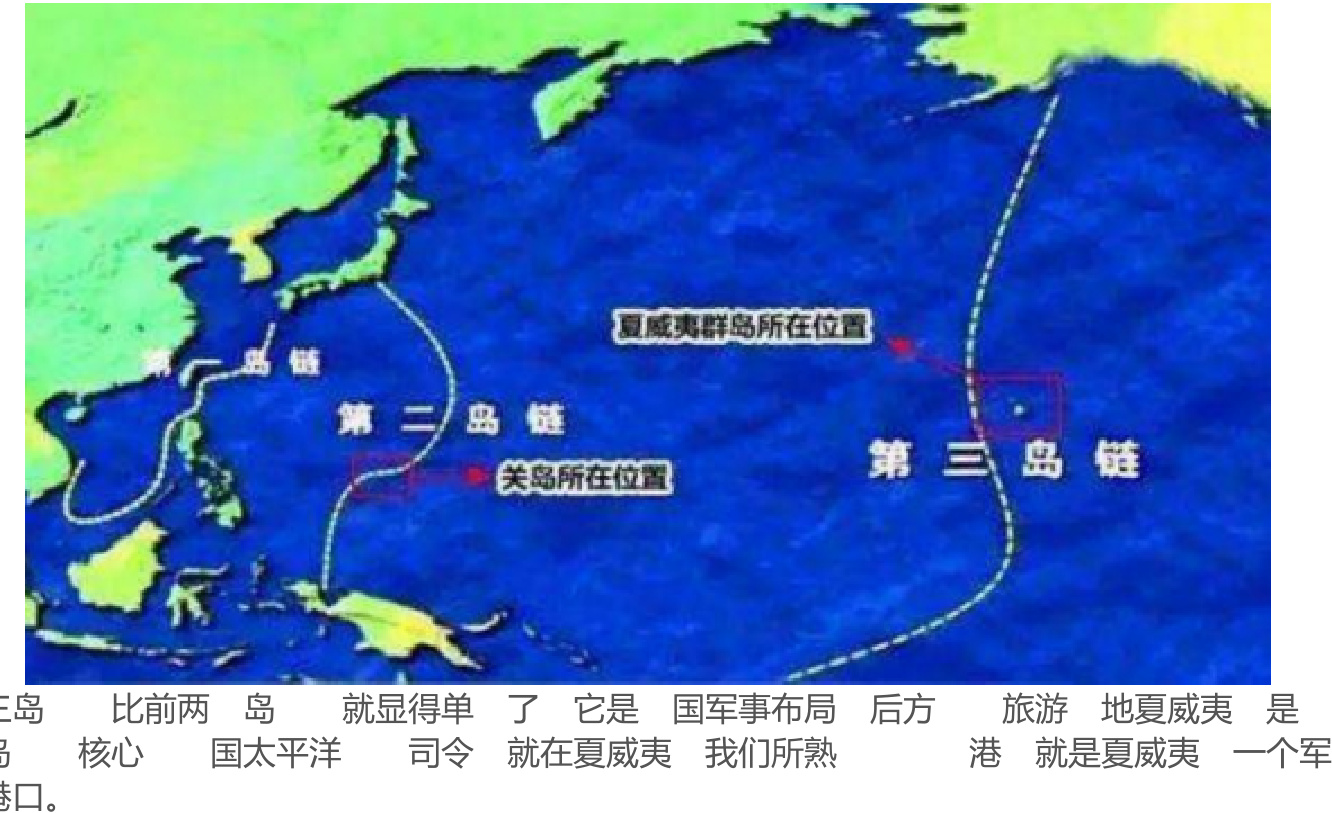 夏威夷群岛所在位置
第一岛链
第二岛链
第三岛链
关岛所在位置
三岛 比前两 岛 就显得单 了 它是 国军事布局 后方 旅游 地夏威夷 是
岛 核心 国太平洋 司令 就在夏威夷 我们所熟 港 就是夏威夷 一个军
港口。